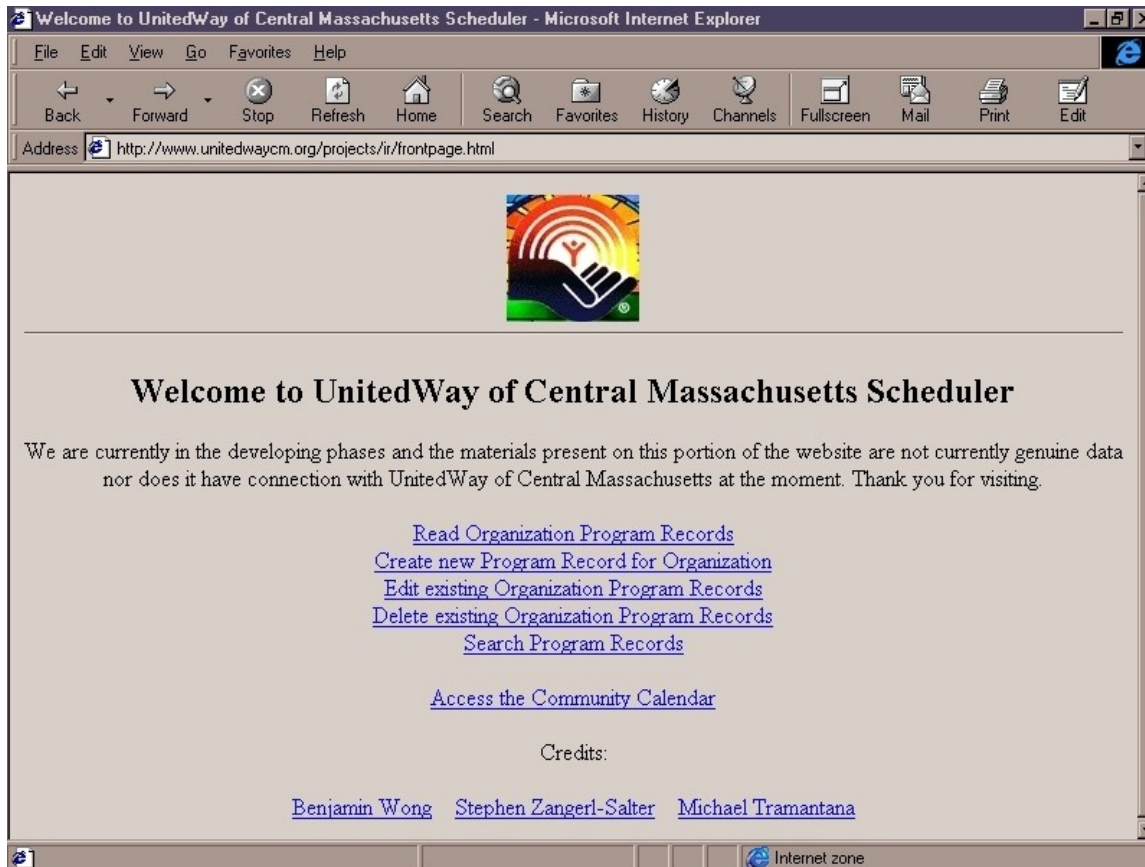 Welcome to UnitedWay of Central Massachusetts Scheduler - Microsoft Internet Explorer
File Edit View Go Favorites Help
Back Forward Stop Refresh Home Search Favorites History Channels Fullscreen Mail Print Edit
Address http://www.unitedwaycm.org/projects/ir/frontpage.html
Welcome to UnitedWay of Central Massachusetts Scheduler
We are currently in the developing phases and the materials present on this portion of the website are not currently genuine data
nor does it have connection with UnitedWay of Central Massachusetts at the moment. Thank you for visiting.
Read Organization Program Records
Create new Program Record for Organization
Edit existing Organization Program Records
Delete existing Organization Program Records
Search Program Records
Access the Community Calendar
Credits:
Benjamin Wong Stephen Zangerl-Salter Michael Tramantana
Internet zone